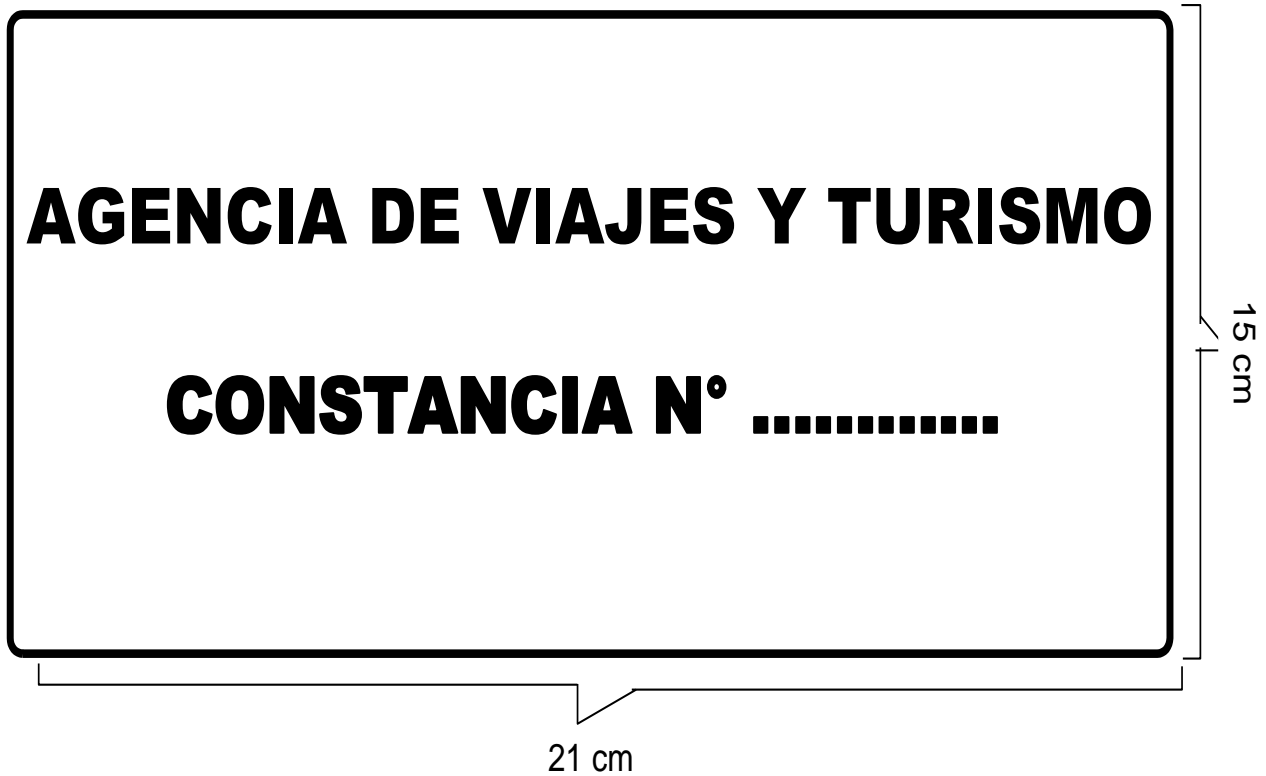 AGENCIA DE VIAJES Y TURISMO
CONSTANCIA N° ............
15 cm
21 cm